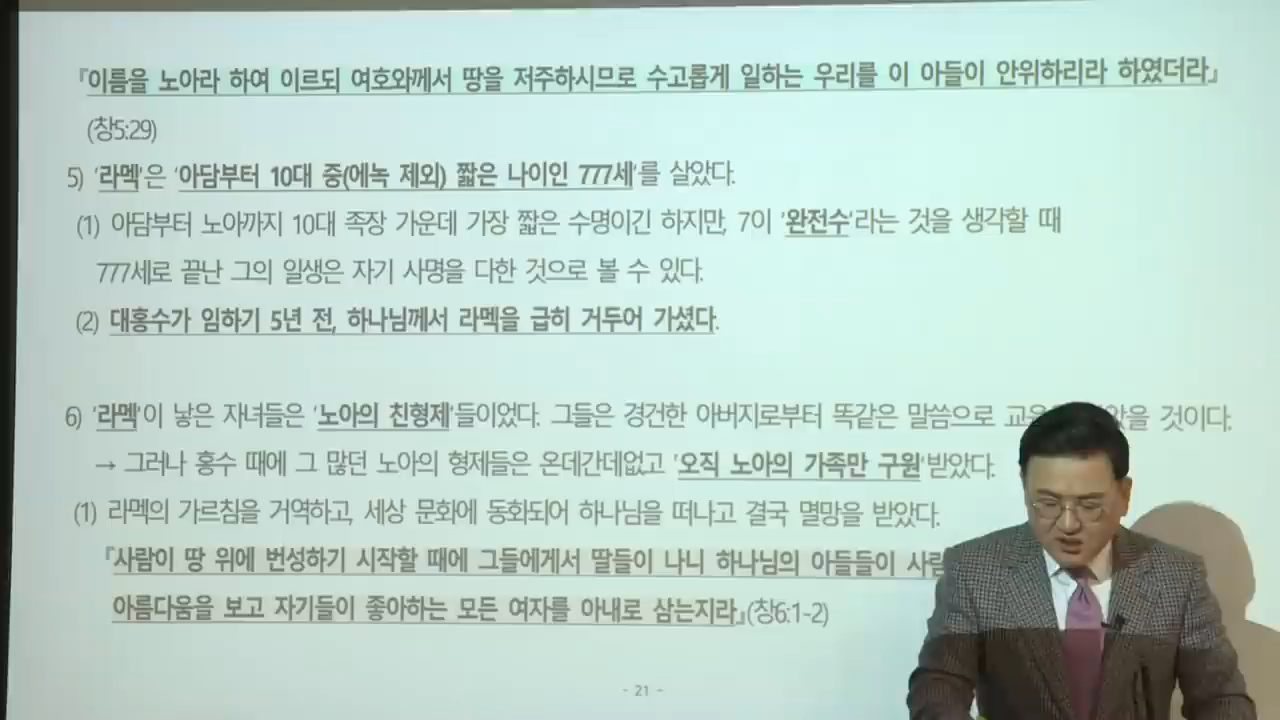 『이름을 노아라 하여 이르되 여호와께서 땅을 저주하시므로 수고롭게 일하는 우리를 이 아들이 안위하리라 하였더라』
(창5:29)
5) '라멕'은 '아담부터 10대 중(에녹 제외) 짧은 나이인 777세'를 살았다.
(1) 아담부터 노아까지 10대 족장 가운데 가장 짧은 수명이긴 하지만, 7이 '완전수'라는 것을 생각할 때
777세로 끝난 그의 일생은 자기 사명을 다한 것으로 볼 수 있다.
(2) 대홍수가 임하기 5년 전, 하나님께서 라멕을 급히 거두어 가셨다.
6) '라멕'이 낳은 자녀들은 '노아의 친형제'들이었다. 그들은 경건한 아버지로부터 똑같은 말씀으로 것이다.
→ 그러나 홍수 때에 그 많던 노아의 형제들은 온데간데없고 '오직 노아의 가족만 구원'받았다.
(1) 라멕의 가르침을 거역하고, 세상 문화에 동화되어 하나님을 떠나고 결국 멸망을 받았다.
『사람이 땅 위에 번성하기 시작할 때에 그들에게서 딸들이 나니 하나님의 아들들이
아름다움을 보고 자기들이 좋아하는 모든 여자를 아내로 삼는지라』(창6:1-2)
- 21 -